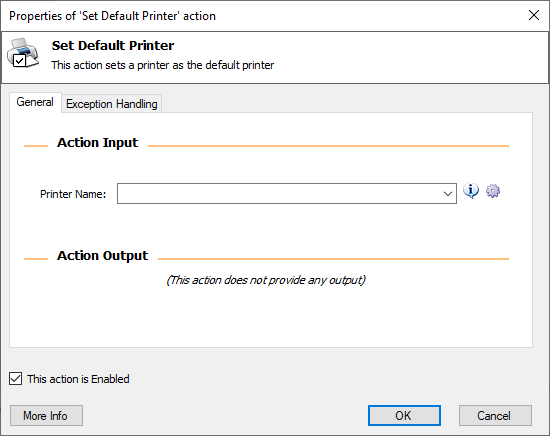 Properties of 'Set Default Printer' action
Set Default Printer
This action sets a printer as the default printer
General Exception Handling
Action Input
Printer Name:
Action Output
(This action does not provide any output)
This action is Enabled
More Info OK Cancel